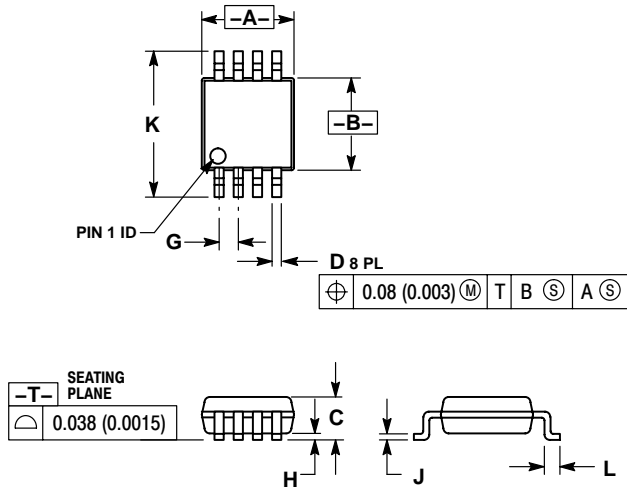 –A–
K
–B–
PIN 1 ID
G
D 8 PL
⌖ 0.08 (0.003) Ⓜ T B Ⓢ A Ⓢ
–T– SEATING
PLANE
⌓ 0.038 (0.0015)
C
H
J
L